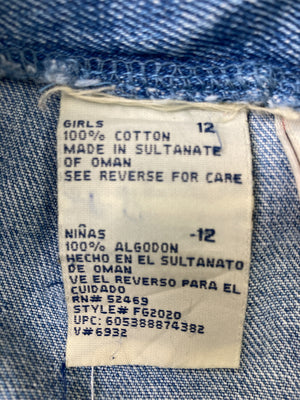 GIRLS 12
100% COTTON
MADE IN SULTANATE
OF OMAN
SEE REVERSE FOR CARE
NIÑAS -12
100% ALGODON
HECHO EN EL SULTANATO
DE OMAN
VE EL REVERSO PARA EL
CUIDADO
RN# 52469
STYLE# FG2020
UPC: 605388874382
V#6932